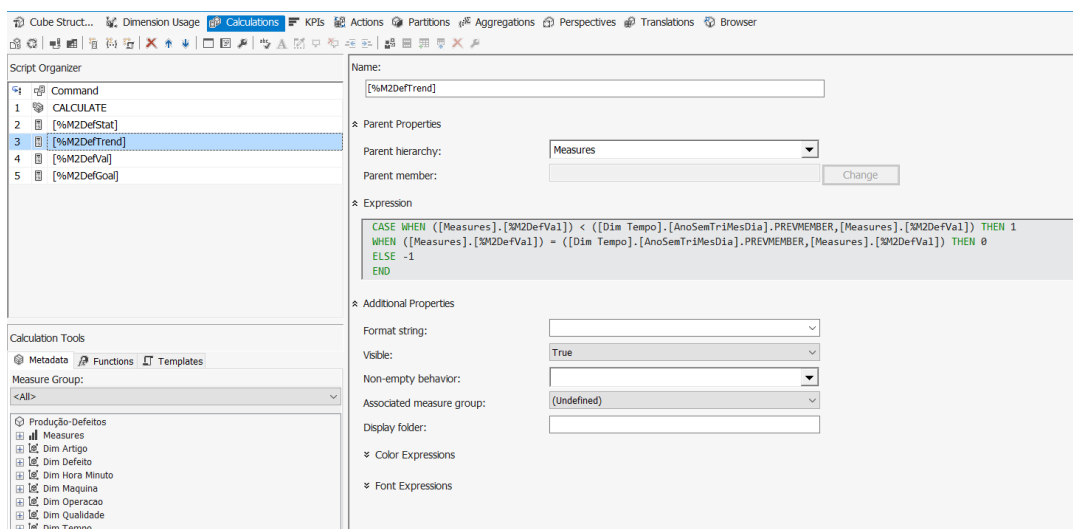 Cube Struct... Dimension Usage Calculations KPIs Actions Partitions Aggregations Perspectives Translations Browser
Script Organizer
Command
1 CALCULATE
2 [%M2DefStat]
3 [%M2DefTrend]
4 [%M2DefVal]
5 [%M2DefGoal]
Calculation Tools
Metadata Functions Templates
Measure Group:
<All>
Produção-Defeitos
Measures
Dim Artigo
Dim Defeito
Dim Hora Minuto
Dim Maquina
Dim Operacao
Dim Qualidade
Dim Tempo
Name:
[%M2DefTrend]
Parent Properties
Parent hierarchy: Measures
Parent member: Change
Expression
CASE WHEN ([Measures].[%M2DefVal]) < ([Dim Tempo].[AnoSemTriMesDia].PREVMEMBER,[Measures].[%M2DefVal]) THEN 1
WHEN ([Measures].[%M2DefVal]) = ([Dim Tempo].[AnoSemTriMesDia].PREVMEMBER,[Measures].[%M2DefVal]) THEN 0
ELSE -1
END
Additional Properties
Format string:
Visible: True
Non-empty behavior:
Associated measure group: (Undefined)
Display folder:
Color Expressions
Font Expressions